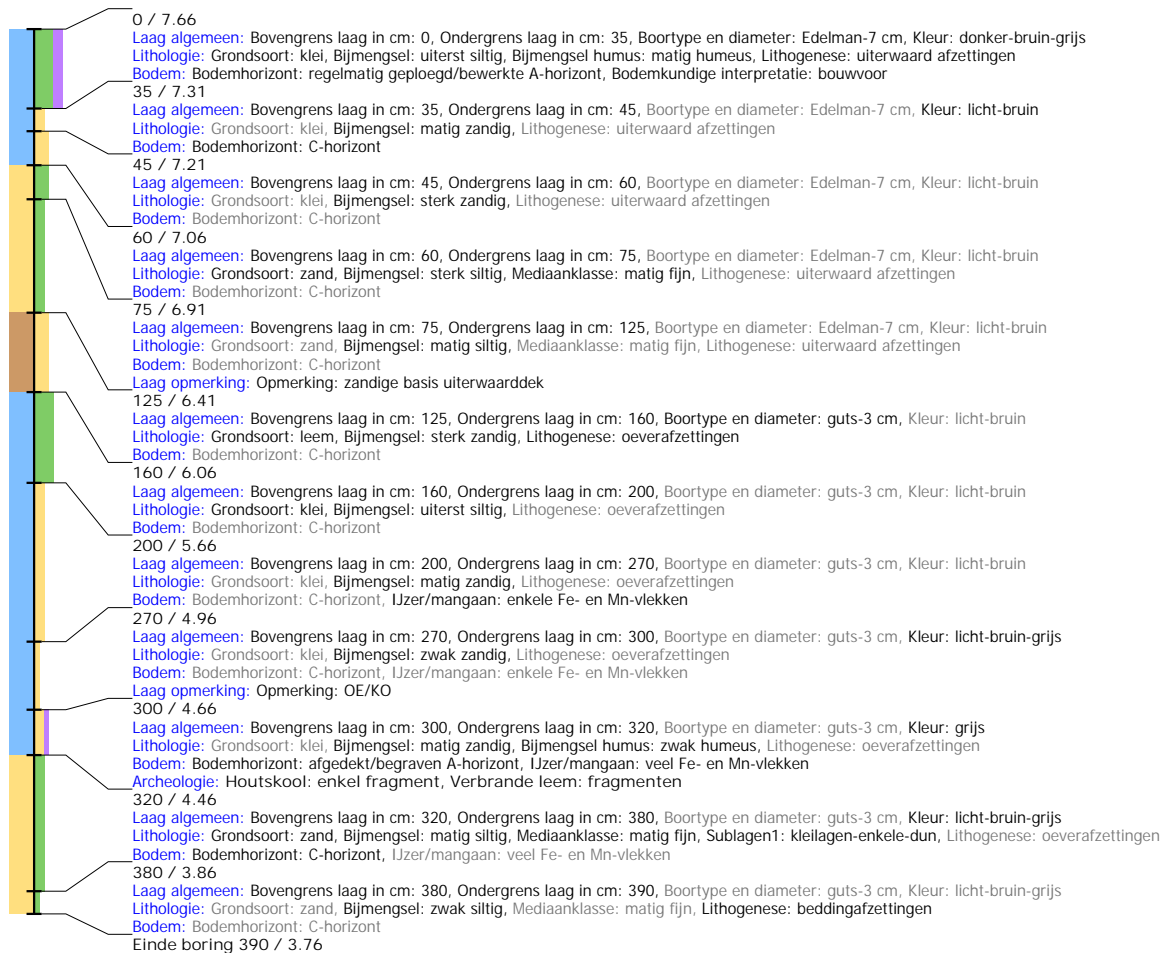 0 / 7.66
Laag algemeen: Bovengrens laag in cm: 0, Ondergrens laag in cm: 35, Boortype en diameter: Edelman-7 cm, Kleur: donker-bruin-grijs
Lithologie: Grondsoort: klei, Bijmengsel: uiterst siltig, Bijmengsel humus: matig humeus, Lithogenese: uiterwaard afzettingen
Bodem: Bodemhorizont: regelmatig geploegd/bewerkte A-horizont, Bodemkundige interpretatie: bouwvoor
35 / 7.31
Laag algemeen: Bovengrens laag in cm: 35, Ondergrens laag in cm: 45, Boortype en diameter: Edelman-7 cm, Kleur: licht-bruin
Lithologie: Grondsoort: klei, Bijmengsel: matig zandig, Lithogenese: uiterwaard afzettingen
Bodem: Bodemhorizont: C-horizont
45 / 7.21
Laag algemeen: Bovengrens laag in cm: 45, Ondergrens laag in cm: 60, Boortype en diameter: Edelman-7 cm, Kleur: licht-bruin
Lithologie: Grondsoort: klei, Bijmengsel: sterk zandig, Lithogenese: uiterwaard afzettingen
Bodem: Bodemhorizont: C-horizont
60 / 7.06
Laag algemeen: Bovengrens laag in cm: 60, Ondergrens laag in cm: 75, Boortype en diameter: Edelman-7 cm, Kleur: licht-bruin
Lithologie: Grondsoort: zand, Bijmengsel: sterk siltig, Mediaanklasse: matig fijn, Lithogenese: uiterwaard afzettingen
Bodem: Bodemhorizont: C-horizont
75 / 6.91
Laag algemeen: Bovengrens laag in cm: 75, Ondergrens laag in cm: 125, Boortype en diameter: Edelman-7 cm, Kleur: licht-bruin
Lithologie: Grondsoort: zand, Bijmengsel: matig siltig, Mediaanklasse: matig fijn, Lithogenese: uiterwaard afzettingen
Bodem: Bodemhorizont: C-horizont
Laag opmerking: Opmerking: zandige basis uiterwaarddek
125 / 6.41
Laag algemeen: Bovengrens laag in cm: 125, Ondergrens laag in cm: 160, Boortype en diameter: guts-3 cm, Kleur: licht-bruin
Lithologie: Grondsoort: leem, Bijmengsel: sterk zandig, Lithogenese: oeverafzettingen
Bodem: Bodemhorizont: C-horizont
160 / 6.06
Laag algemeen: Bovengrens laag in cm: 160, Ondergrens laag in cm: 200, Boortype en diameter: guts-3 cm, Kleur: licht-bruin
Lithologie: Grondsoort: klei, Bijmengsel: uiterst siltig, Lithogenese: oeverafzettingen
Bodem: Bodemhorizont: C-horizont
200 / 5.66
Laag algemeen: Bovengrens laag in cm: 200, Ondergrens laag in cm: 270, Boortype en diameter: guts-3 cm, Kleur: licht-bruin
Lithologie: Grondsoort: klei, Bijmengsel: matig zandig, Lithogenese: oeverafzettingen
Bodem: Bodemhorizont: C-horizont, IJzer/mangaan: enkele Fe- en Mn-vlekken
270 / 4.96
Laag algemeen: Bovengrens laag in cm: 270, Ondergrens laag in cm: 300, Boortype en diameter: guts-3 cm, Kleur: licht-bruin-grijs
Lithologie: Grondsoort: klei, Bijmengsel: zwak zandig, Lithogenese: oeverafzettingen
Bodem: Bodemhorizont: C-horizont, IJzer/mangaan: enkele Fe- en Mn-vlekken
Laag opmerking: Opmerking: OE/KO
300 / 4.66
Laag algemeen: Bovengrens laag in cm: 300, Ondergrens laag in cm: 320, Boortype en diameter: guts-3 cm, Kleur: grijs
Lithologie: Grondsoort: klei, Bijmengsel: matig zandig, Bijmengsel humus: zwak humeus, Lithogenese: oeverafzettingen
Bodem: Bodemhorizont: afgedekt/begraven A-horizont, IJzer/mangaan: veel Fe- en Mn-vlekken
Archeologie: Houtskool: enkel fragment, Verbrande leem: fragmenten
320 / 4.46
Laag algemeen: Bovengrens laag in cm: 320, Ondergrens laag in cm: 380, Boortype en diameter: guts-3 cm, Kleur: licht-bruin-grijs
Lithologie: Grondsoort: zand, Bijmengsel: matig siltig, Mediaanklasse: matig fijn, Sublagen1: kleilagen-enkele-dun, Lithogenese: oeverafzettingen
Bodem: Bodemhorizont: C-horizont, IJzer/mangaan: veel Fe- en Mn-vlekken
380 / 3.86
Laag algemeen: Bovengrens laag in cm: 380, Ondergrens laag in cm: 390, Boortype en diameter: guts-3 cm, Kleur: licht-bruin-grijs
Lithologie: Grondsoort: zand, Bijmengsel: zwak siltig, Mediaanklasse: matig fijn, Lithogenese: beddingafzettingen
Bodem: Bodemhorizont: C-horizont
Einde boring 390 / 3.76